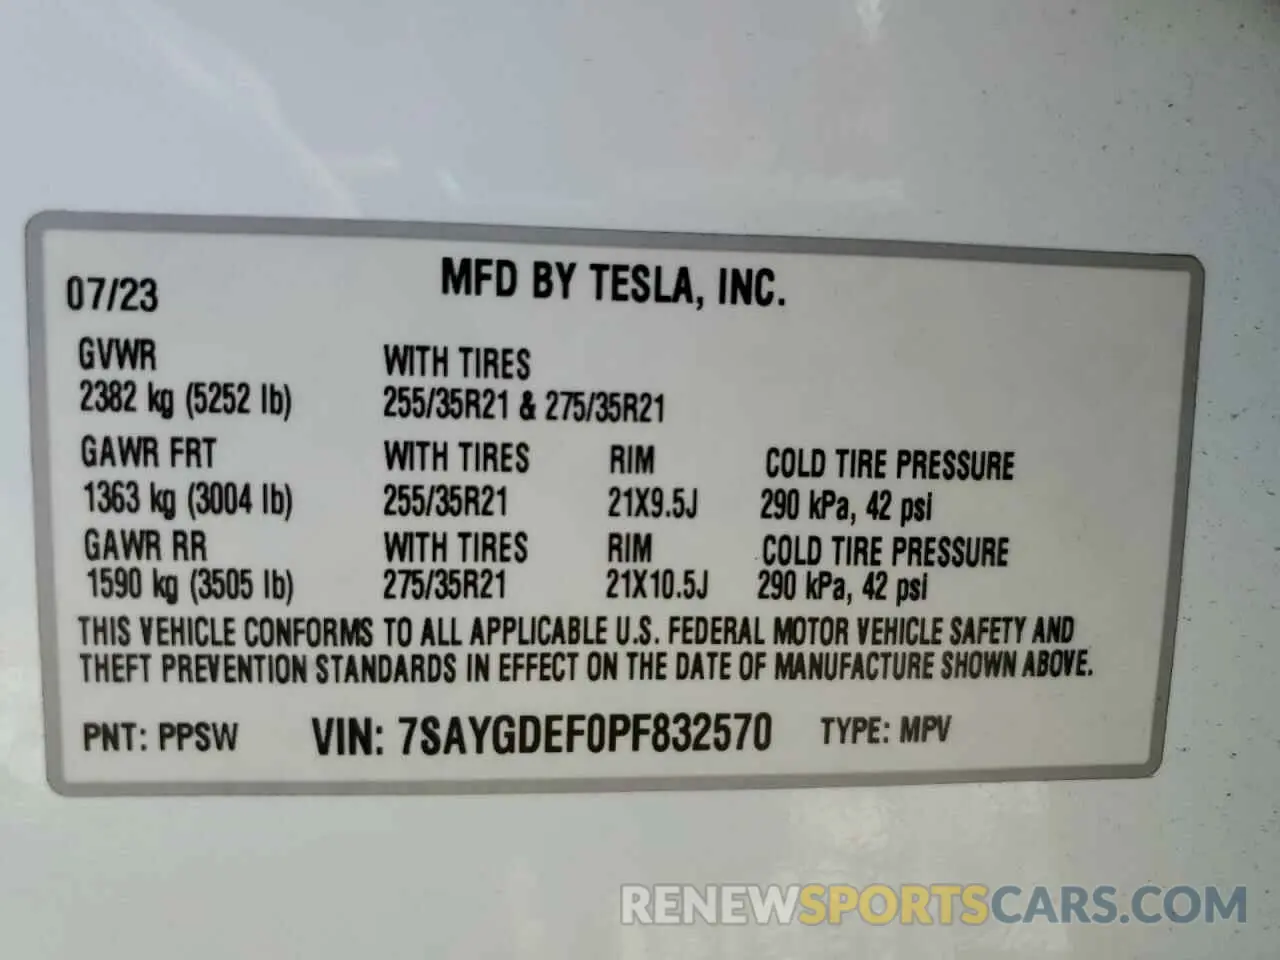 07/23 MFD BY TESLA, INC.
GVWR WITH TIRES
2382 kg (5252 lb) 255/35R21 & 275/35R21
GAWR FRT WITH TIRES RIM COLD TIRE PRESSURE
1363 kg (3004 lb) 255/35R21 21X9.5J 290 kPa, 42 psi
GAWR RR WITH TIRES RIM COLD TIRE PRESSURE
1590 kg (3505 lb) 275/35R21 21X10.5J 290 kPa, 42 psi
THIS VEHICLE CONFORMS TO ALL APPLICABLE U.S. FEDERAL MOTOR VEHICLE SAFETY AND
THEFT PREVENTION STANDARDS IN EFFECT ON THE DATE OF MANUFACTURE SHOWN ABOVE.
PNT: PPSW VIN: 7SAYGDEF0PF832570 TYPE: MPV
RENEWSPORTSCARS.COM